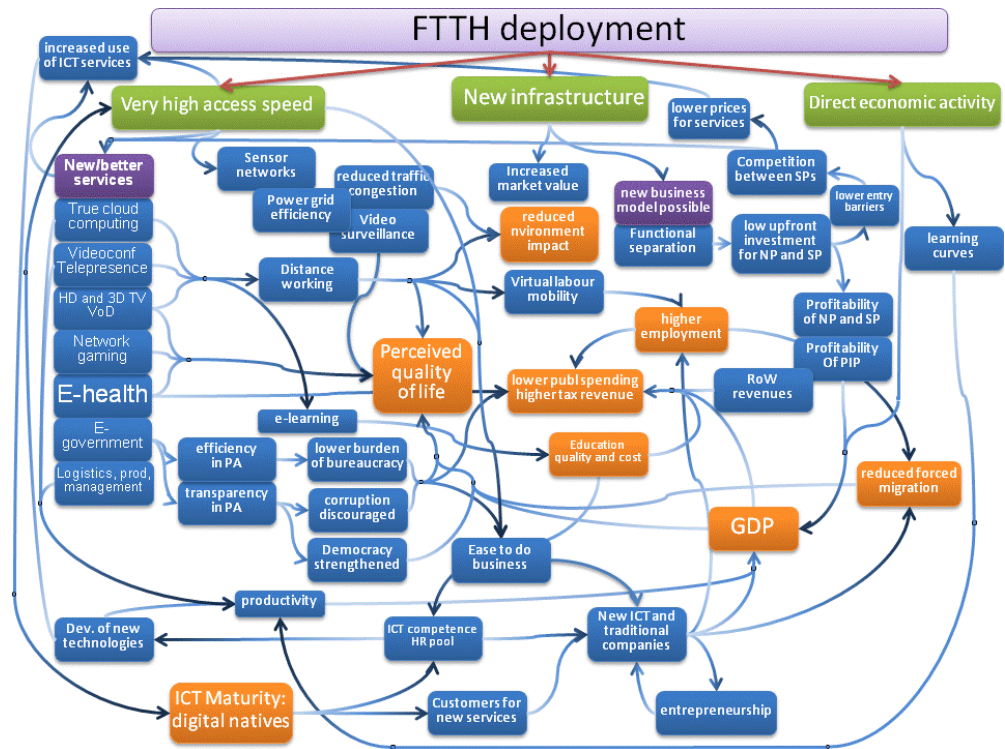 FTTH deployment
increased use
of ICT services
Very high access speed
New infrastructure
Direct economic activity
lower prices
for services
New/better
services
Sensor
networks
reduced traffic
congestion
Increased
market value
Competition
between SPs
Power grid
efficiency
new business
model possible
lower entry
barriers
True cloud
computing
Video
surveillance
reduced
nvironment
impact
Functional
separation
low upfront
investment
for NP and SP
learning
curves
Videoconf
Telepresence
Distance
working
Virtual labour
mobility
HD and 3D TV
VoD
Profitability
of NP and SP
higher
employment
Network
gaming
Perceived
quality
of life
Profitability
Of PIP
E-health
lower publ spending
higher tax revenue
RoW
revenues
e-learning
E-
government
efficiency
in PA
lower burden
of bureaucracy
Education
quality and cost
Logistics, prod,
management
transparency
in PA
corruption
discouraged
reduced forced
migration
GDP
Democracy
strengthened
Ease to do
business
productivity
Dev. of new
technologies
ICT competence
HR pool
New ICT and
traditional
companies
ICT Maturity:
digital natives
Customers for
new services
entrepreneurship